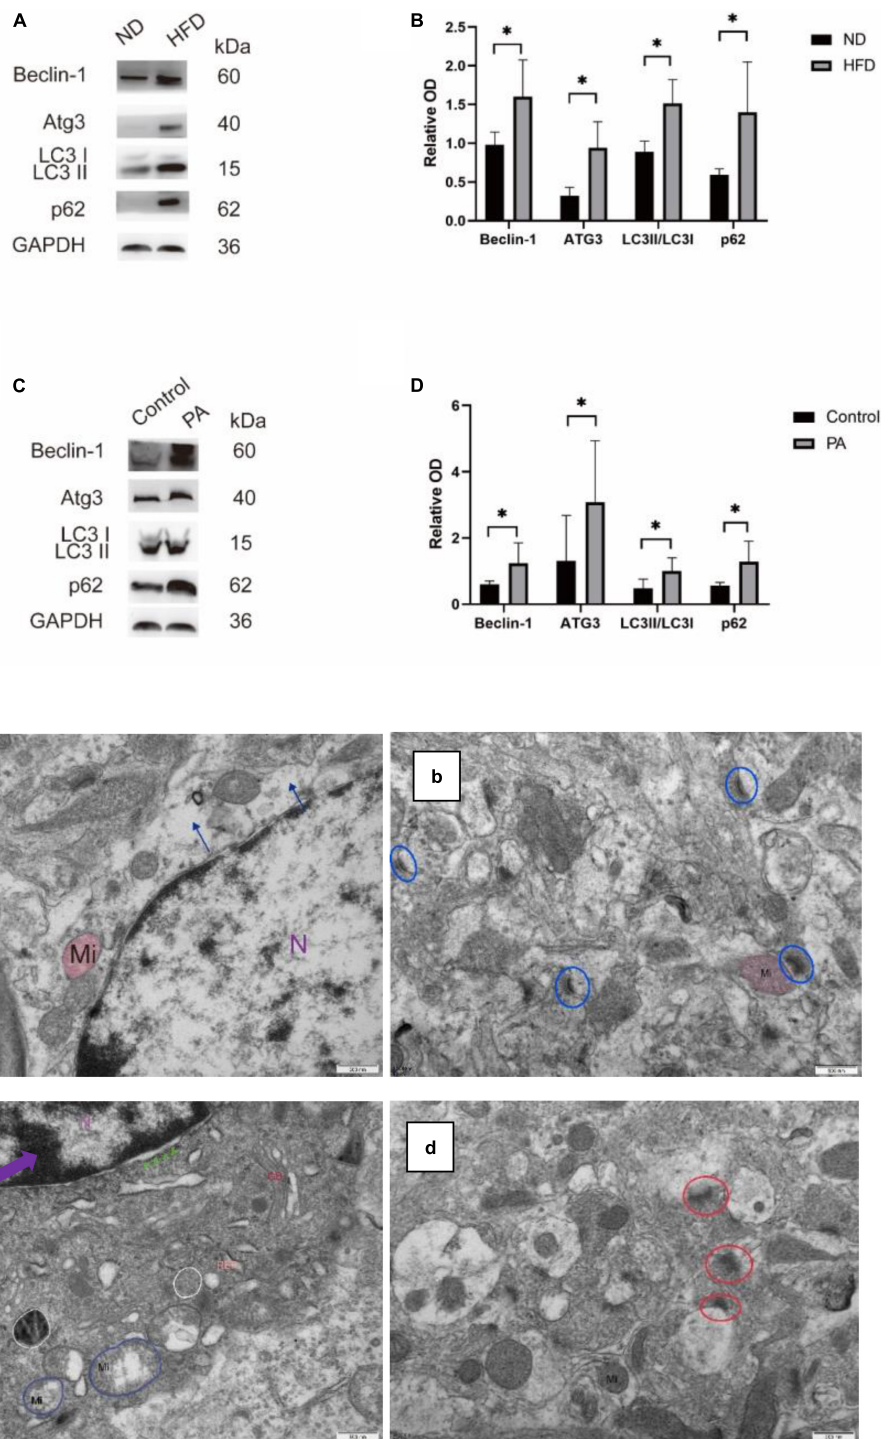 A
ND HFD kDa
Beclin-1 60
Atg3 40
LC3 I
LC3 II 15
p62 62
GAPDH 36
B
2.5
2.0
1.5
1.0
0.5
0.0
Relative OD
* * * *
Beclin-1 ATG3 LC3II/LC3I p62
ND
HFD
C
Control PA kDa
Beclin-1 60
Atg3 40
LC3 I
LC3 II 15
p62 62
GAPDH 36
D
6
4
2
0
Relative OD
* * * *
Beclin-1 ATG3 LC3II/LC3I p62
Control
PA
Mi
N
b
Mi
N
Mi
Mi
d
Mi